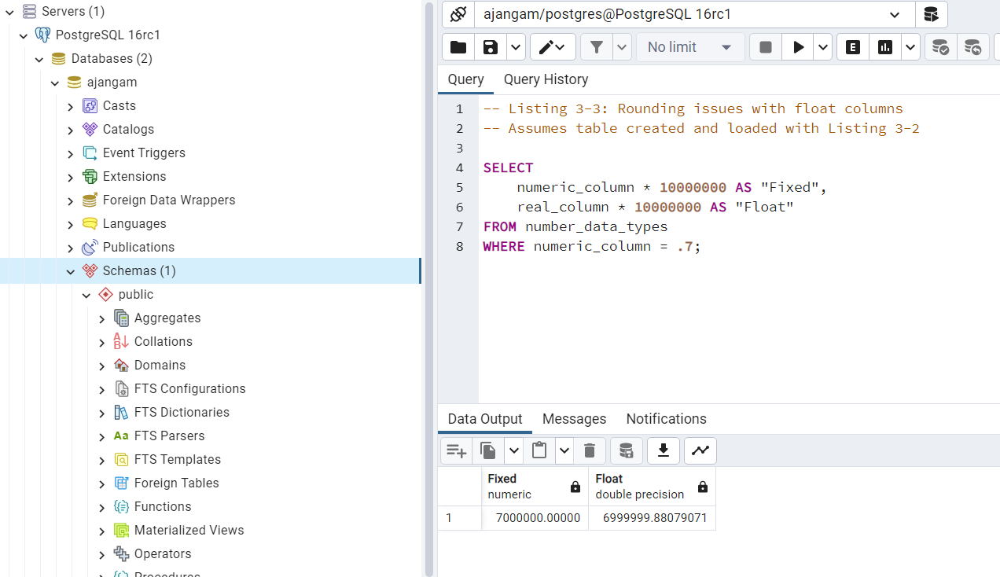 Servers (1)
PostgreSQL 16rc1
Databases (2)
ajangam
Casts
Catalogs
Event Triggers
Extensions
Foreign Data Wrappers
Languages
Publications
Schemas (1)
public
Aggregates
Collations
Domains
FTS Configurations
FTS Dictionaries
Aa FTS Parsers
FTS Templates
Foreign Tables
Functions
Materialized Views
Operators
Procedures
ajangam/postgres@PostgreSQL 16rc1
No limit
E
Query Query History
1 -- Listing 3-3: Rounding issues with float columns
2 -- Assumes table created and loaded with Listing 3-2
3
4 SELECT
5 numeric_column * 10000000 AS "Fixed",
6 real_column * 10000000 AS "Float"
7 FROM number_data_types
8 WHERE numeric_column = .7;
Data Output Messages Notifications
Fixed Float
numeric double precision
1 7000000.00000 6999999.88079071